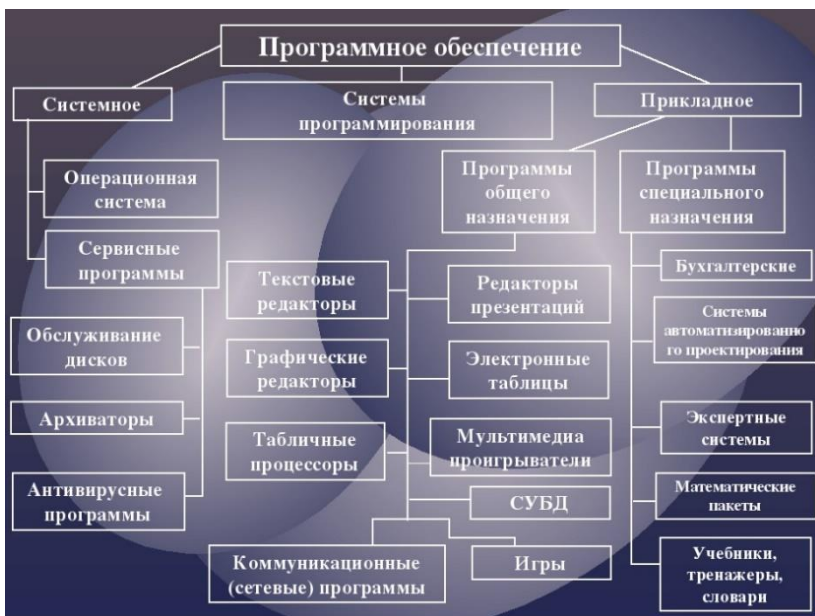 Программное обеспечение
Системное
Системы
программирования
Прикладное
Операционная
система
Сервисные
программы
Обслуживание
дисков
Архиваторы
Антивирусные
программы
Программы
общего
назначения
Текстовые
редакторы
Графические
редакторы
Табличные
процессоры
Редакторы
презентаций
Электронные
таблицы
Мультимедиа
проигрыватели
СУБД
Коммуникационные
(сетевые) программы
Игры
Программы
специального
назначения
Бухгалтерские
Системы
автоматизированно
го проектирования
Экспертные
системы
Математические
пакеты
Учебники,
тренажеры,
словари